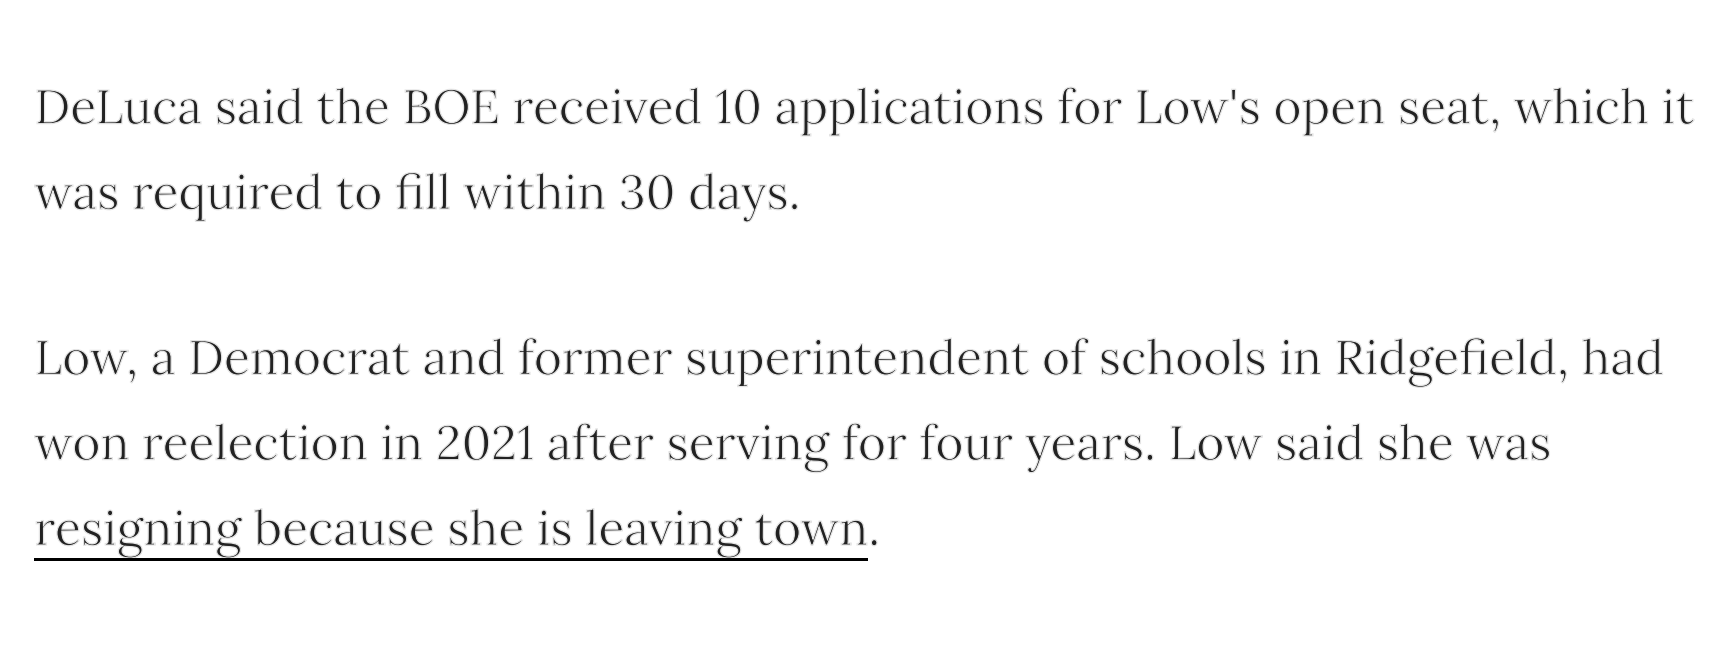 DeLuca said the BOE received 10 applications for Low's open seat, which it
was required to fill within 30 days.
Low, a Democrat and former superintendent of schools in Ridgefield, had
won reelection in 2021 after serving for four years. Low said she was
resigning because she is leaving town.